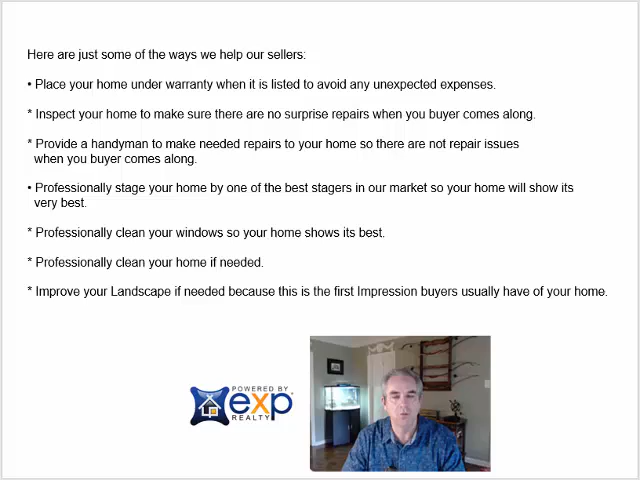 Here are just some of the ways we help our sellers:
• Place your home under warranty when it is listed to avoid any unexpected expenses.
* Inspect your home to make sure there are no surprise repairs when you buyer comes along.
* Provide a handyman to make needed repairs to your home so there are not repair issues
when you buyer comes along.
• Professionally stage your home by one of the best stagers in our market so your home will show its
very best.
* Professionally clean your windows so your home shows its best.
* Professionally clean your home if needed.
* Improve your Landscape if needed because this is the first Impression buyers usually have of your home.
POWERED BY
exp
REALTY